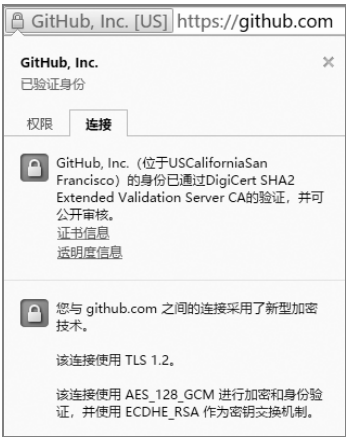 GitHub, Inc. [US] https://github.com
GitHub, Inc. ×
已验证身份
权限 连接
GitHub, Inc.（位于USCaliforniaSan
Francisco）的身份已通过DigiCert SHA2
Extended Validation Server CA的验证，并可
公开审核。
证书信息
透明度信息
您与 github.com 之间的连接采用了新型加密
技术。
该连接使用 TLS 1.2。
该连接使用 AES_128_GCM 进行加密和身份验
证，并使用 ECDHE_RSA 作为密钥交换机制。